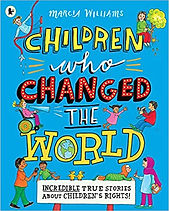 MARCIA WILLIAMS
CHILDREN
who
CHANGED
THE
WORLD
INCREDIBLE TRUE STORIES
ABOUT CHILDREN'S RIGHTS!